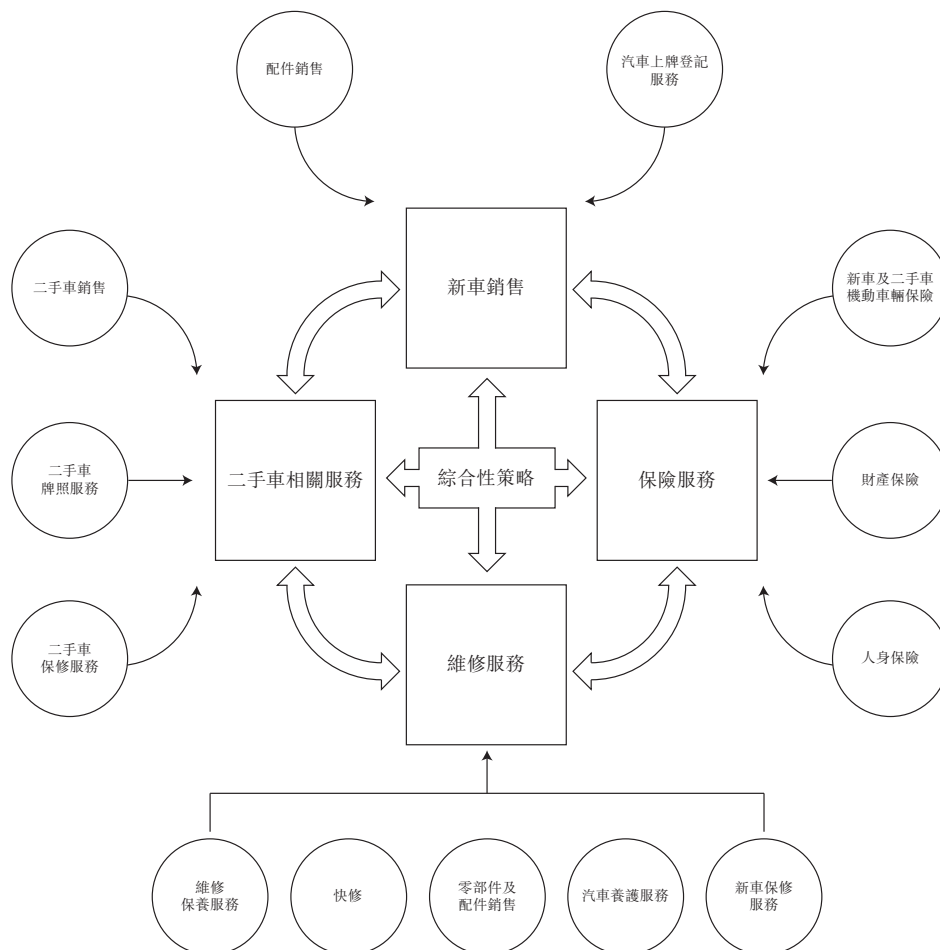 配件銷售
汽車上牌登記
服務
新車銷售
二手車銷售
新車及二手車
機動車輛保險
二手車
牌照服務
二手車相關服務
綜合性策略
保險服務
財產保險
二手車
保修服務
維修服務
人身保險
維修
保養服務
快修
零部件及
配件銷售
汽車養護服務
新車保修
服務